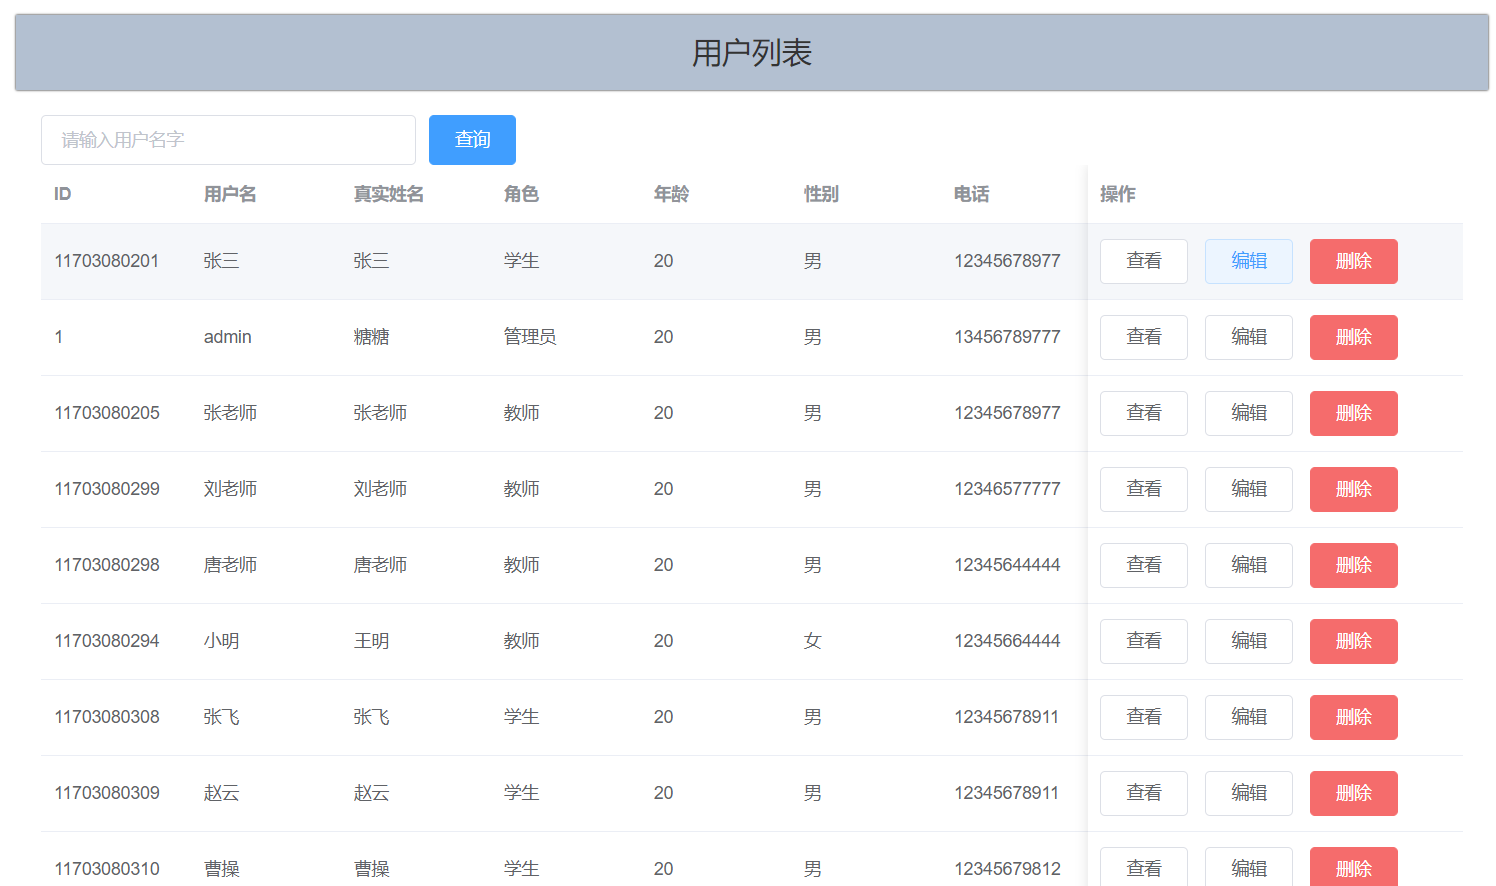 用户列表
请输入用户名字 查询
ID 用户名 真实姓名 角色 年龄 性别 电话 操作
11703080201 张三 张三 学生 20 男 12345678977 查看 编辑 删除
1 admin 糖糖 管理员 20 男 13456789777 查看 编辑 删除
11703080205 张老师 张老师 教师 20 男 12345678977 查看 编辑 删除
11703080299 刘老师 刘老师 教师 20 男 12346577777 查看 编辑 删除
11703080298 唐老师 唐老师 教师 20 男 12345644444 查看 编辑 删除
11703080294 小明 王明 教师 20 女 12345664444 查看 编辑 删除
11703080308 张飞 张飞 学生 20 男 12345678911 查看 编辑 删除
11703080309 赵云 赵云 学生 20 男 12345678911 查看 编辑 删除
11703080310 曹操 曹操 学生 20 男 12345679812 查看 编辑 删除